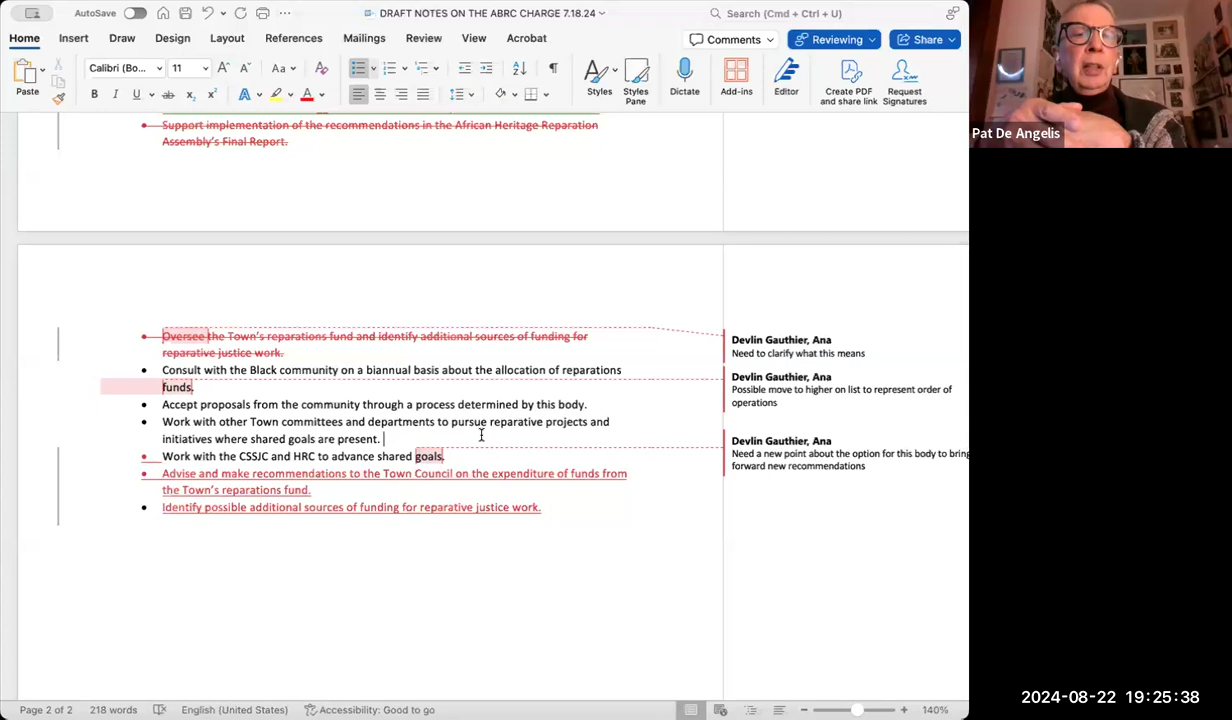 AutoSave
DRAFT NOTES ON THE ABRC CHARGE 7.18.24
Search (Cmd + Ctrl + U)
Home
Insert
Draw
Design
Layout
References
Mailings
Review
View
Acrobat
Comments
Reviewing
Share
Paste
Calibri (Bo...
11
Styles
Styles Pane
Dictate
Add-ins
Editor
Create PDF and share link
Request Signatures
Support implementation of the recommendations in the African Heritage Reparation
Assembly's Final Report.
Oversee the Town's reparations fund and identify additional sources of funding for
reparative justice work.
Consult with the Black community on a biannual basis about the allocation of reparations
funds.
Accept proposals from the community through a process determined by this body.
Work with other Town committees and departments to pursue reparative projects and
initiatives where shared goals are present.
Work with the CSSJC and HRC to advance shared goals.
Advise and make recommendations to the Town Council on the expenditure of funds from
the Town's reparations fund.
Identify possible additional sources of funding for reparative justice work.
Devlin Gauthier, Ana
Need to clarify what this means
Devlin Gauthier, Ana
Possible move to higher on list to represent order of
operations
Devlin Gauthier, Ana
Need a new point about the option for this body to bring
forward new recommendations
Pat De Angelis
Page 2 of 2
218 words
English (United States)
Accessibility: Good to go
140%
2024-08-22 19:25:38